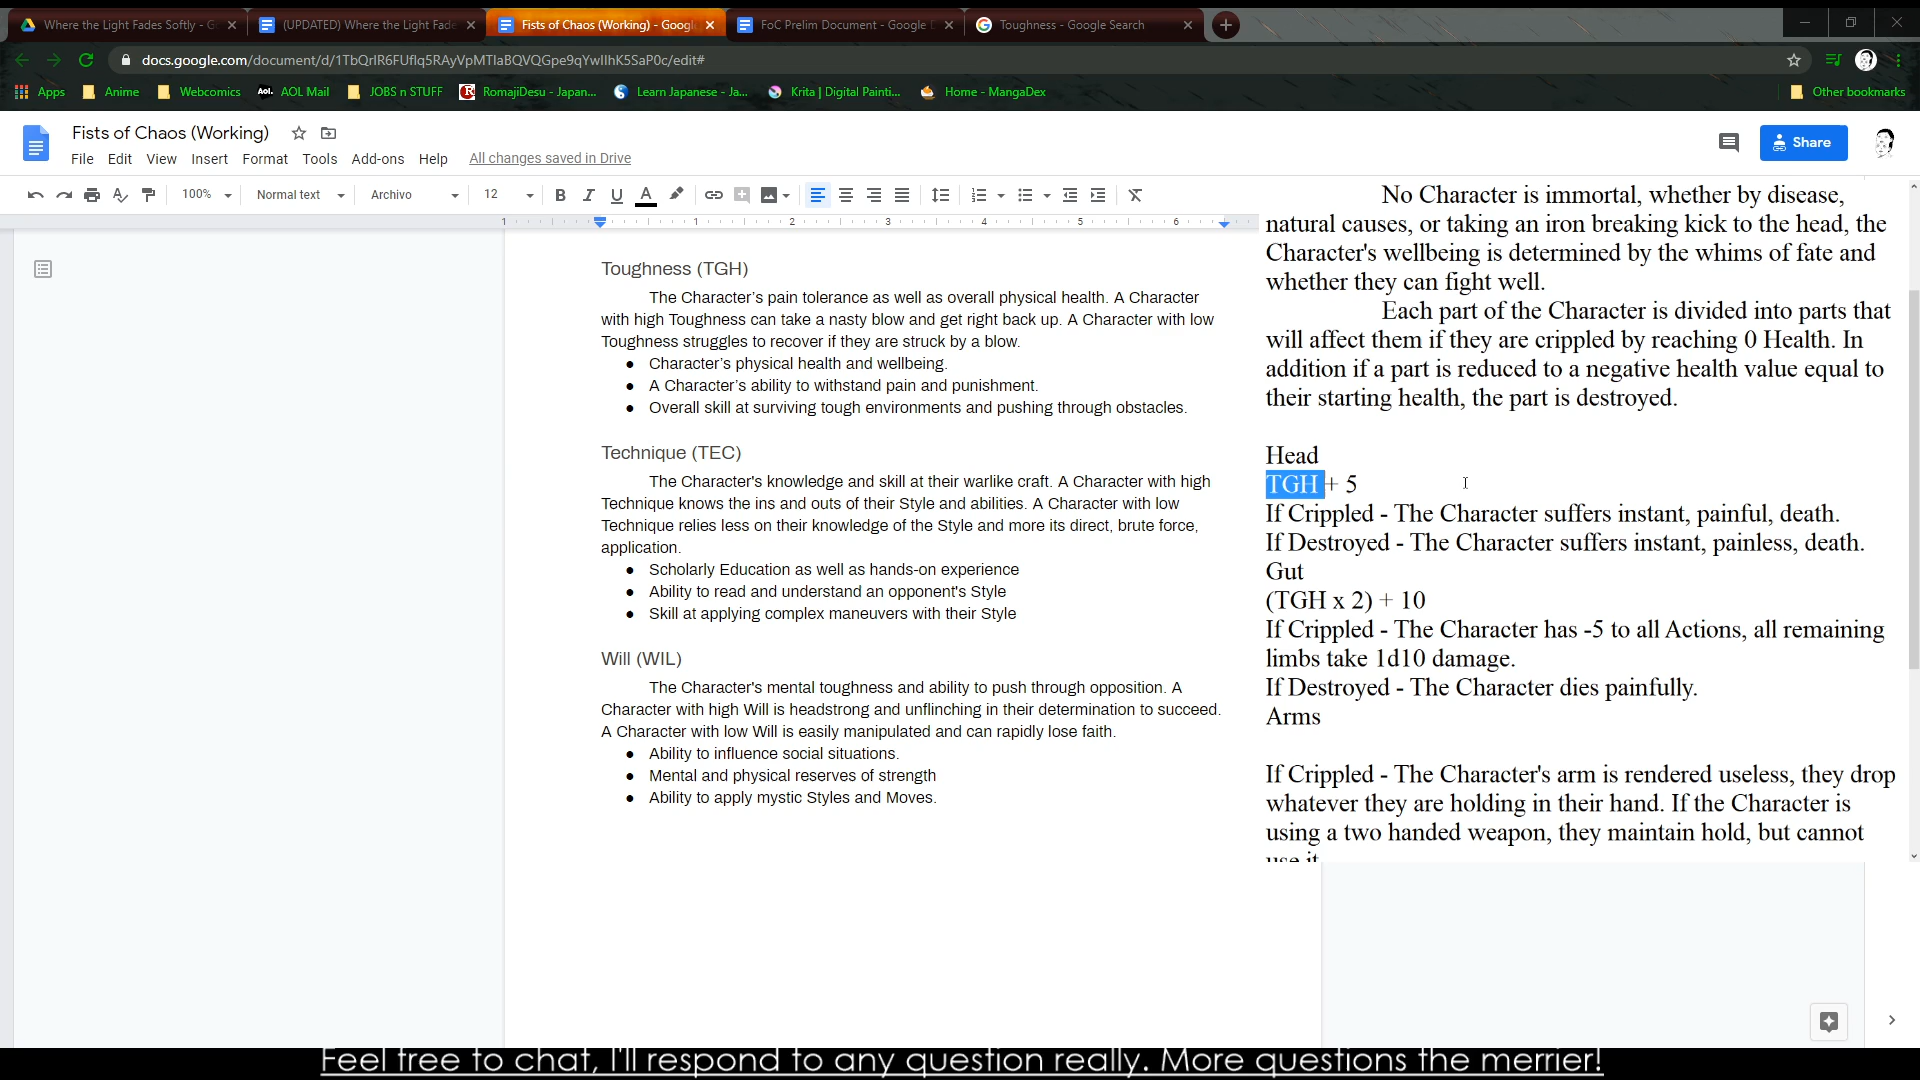 Where the Light Fades Softly - G
(UPDATED) Where the Light Fade
Fists of Chaos (Working) - Googl
FoC Prelim Document - Google D
Toughness - Google Search
docs.google.com/document/d/
Apps
Anime
Webcomics
Aol.
AOL Mail
JOBS n STUFF
RomajiDesu - Japan...
Learn Japanese - Ja...
Krita | Digital Painti...
Home - MangaDex
Other bookmarks
Fists of Chaos (Working)
File Edit View Insert Format Tools Add-ons Help All changes saved in Drive
Share
100% Normal text Archivo 12 B I U A
1 1 2 3 4 5 6
Toughness (TGH)
The Character's pain tolerance as well as overall physical health. A Character
with high Toughness can take a nasty blow and get right back up. A Character with low
Toughness struggles to recover if they are struck by a blow.
● Character's physical health and wellbeing.
● A Character's ability to withstand pain and punishment.
● Overall skill at surviving tough environments and pushing through obstacles.
Technique (TEC)
The Character's knowledge and skill at their warlike craft. A Character with high
Technique knows the ins and outs of their Style and abilities. A Character with low
Technique relies less on their knowledge of the Style and more its direct, brute force,
application.
● Scholarly Education as well as hands-on experience
● Ability to read and understand an opponent's Style
● Skill at applying complex maneuvers with their Style
Will (WIL)
The Character's mental toughness and ability to push through opposition. A
Character with high Will is headstrong and unflinching in their determination to succeed.
A Character with low Will is easily manipulated and can rapidly lose faith.
● Ability to influence social situations.
● Mental and physical reserves of strength
● Ability to apply mystic Styles and Moves.
No Character is immortal, whether by disease,
natural causes, or taking an iron breaking kick to the head, the
Character's wellbeing is determined by the whims of fate and
whether they can fight well.
Each part of the Character is divided into parts that
will affect them if they are crippled by reaching 0 Health. In
addition if a part is reduced to a negative health value equal to
their starting health, the part is destroyed.
Head
TGH + 5
If Crippled - The Character suffers instant, painful, death.
If Destroyed - The Character suffers instant, painless, death.
Gut
(TGH x 2) + 10
If Crippled - The Character has -5 to all Actions, all remaining
limbs take 1d10 damage.
If Destroyed - The Character dies painfully.
Arms
If Crippled - The Character's arm is rendered useless, they drop
whatever they are holding in their hand. If the Character is
using a two handed weapon, they maintain hold, but cannot
use it.
Feel free to chat, I'll respond to any question really. More questions the merrier!